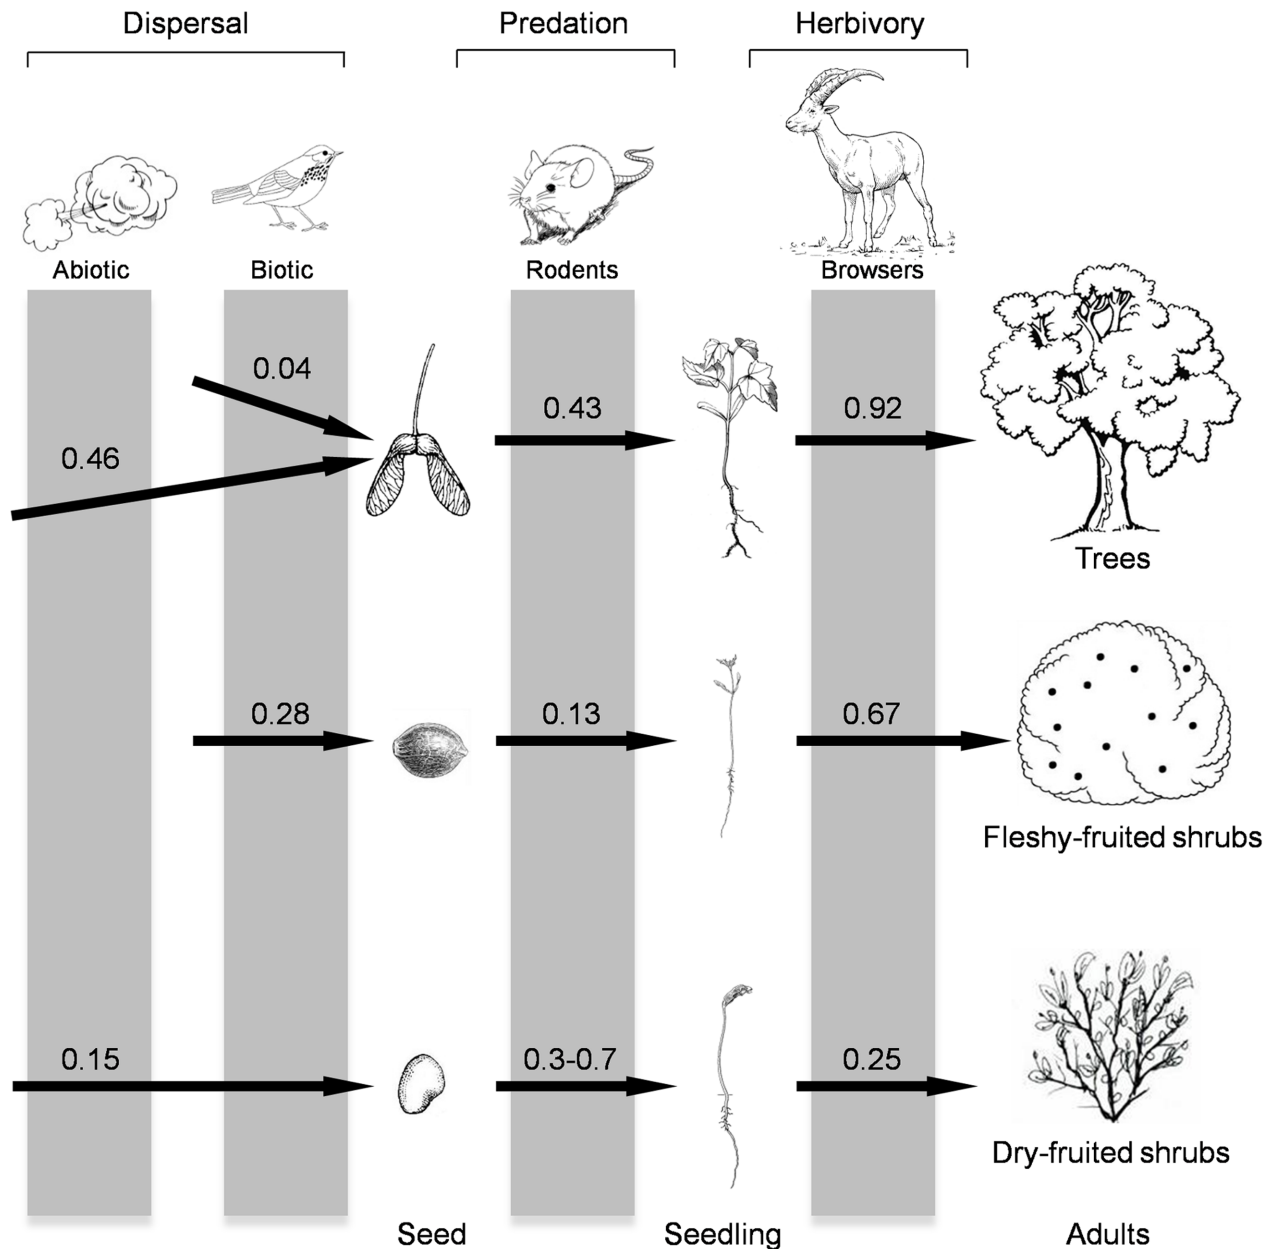 Dispersal
Predation
Herbivory
Abiotic
Biotic
Rodents
Browsers
0.04
0.46
0.43
0.92
Trees
0.28
0.13
0.67
Fleshy-fruited shrubs
0.15
0.3-0.7
0.25
Dry-fruited shrubs
Seed
Seedling
Adults